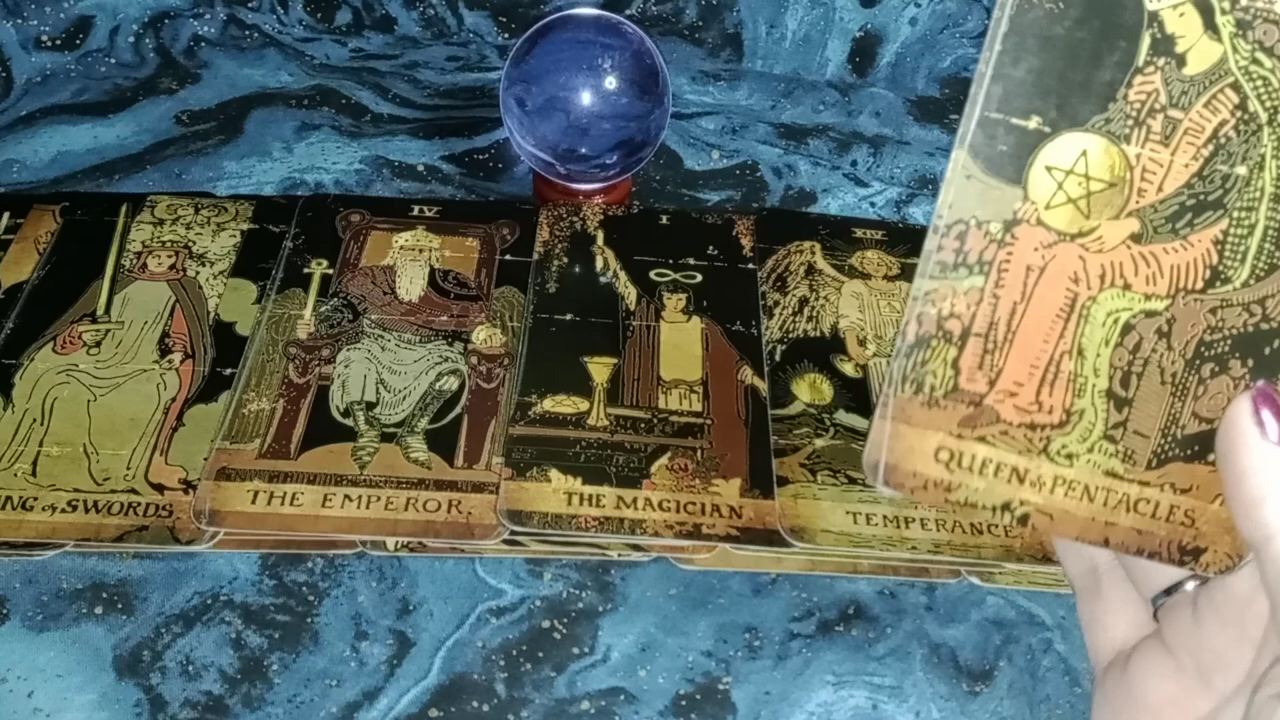 ING of SWORDS
IV
THE EMPEROR.
I
THE MAGICIAN
XIV
TEMPERANCE.
QUEEN of PENTACLES.